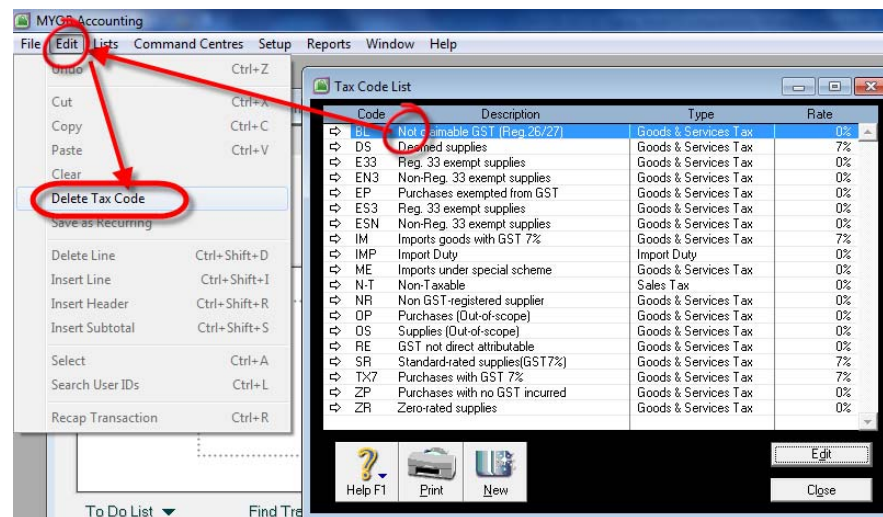 MYOB Accounting
File Edit Lists Command Centres Setup Reports Window Help
Undo Ctrl+Z
Cut Ctrl+X
Copy Ctrl+C
Paste Ctrl+V
Clear
Delete Tax Code
Save as Recurring
Delete Line Ctrl+Shift+D
Insert Line Ctrl+Shift+I
Insert Header Ctrl+Shift+R
Insert Subtotal Ctrl+Shift+S
Select Ctrl+A
Search User IDs Ctrl+L
Recap Transaction Ctrl+R
To Do List
Find Tre
Tax Code List
Code Description Type Rate
BL Not claimable GST (Reg.26/27) Goods & Services Tax 0%
DS Deemed supplies Goods & Services Tax 7%
E33 Reg. 33 exempt supplies Goods & Services Tax 0%
EN3 Non-Reg. 33 exempt supplies Goods & Services Tax 0%
EP Purchases exempted from GST Goods & Services Tax 0%
ES3 Reg. 33 exempt supplies Goods & Services Tax 0%
ESN Non-Reg. 33 exempt supplies Goods & Services Tax 0%
IM Imports goods with GST 7% Goods & Services Tax 7%
IMP Import Duty Import Duty 0%
ME Imports under special scheme Goods & Services Tax 0%
N-T Non-Taxable Sales Tax 0%
NR Non GST-registered supplier Goods & Services Tax 0%
OP Purchases (Out-of-scope) Goods & Services Tax 0%
OS Supplies (Out-of-scope) Goods & Services Tax 0%
RE GST not direct attributable Goods & Services Tax 0%
SR Standard-rated supplies(GST7%) Goods & Services Tax 7%
TX7 Purchases with GST 7% Goods & Services Tax 7%
ZP Purchases with no GST incurred Goods & Services Tax 0%
ZR Zero-rated supplies Goods & Services Tax 0%
Help F1 Print New
Edit
Close